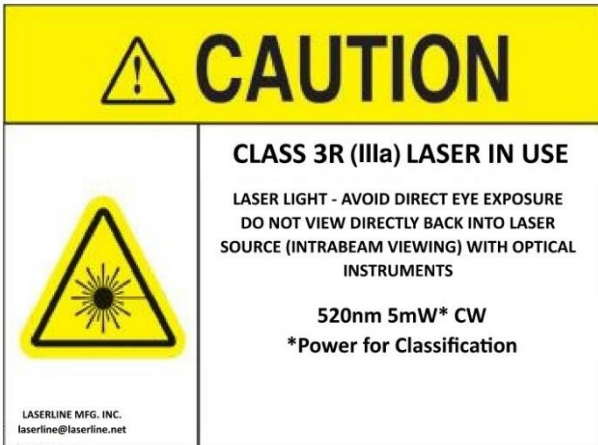 CAUTION
CLASS 3R (IIIa) LASER IN USE
LASER LIGHT - AVOID DIRECT EYE EXPOSURE
DO NOT VIEW DIRECTLY BACK INTO LASER
SOURCE (INTRABEAM VIEWING) WITH OPTICAL
INSTRUMENTS
520nm 5mW* CW
*Power for Classification
LASERLINE MFG. INC.
laserline@laserline.net